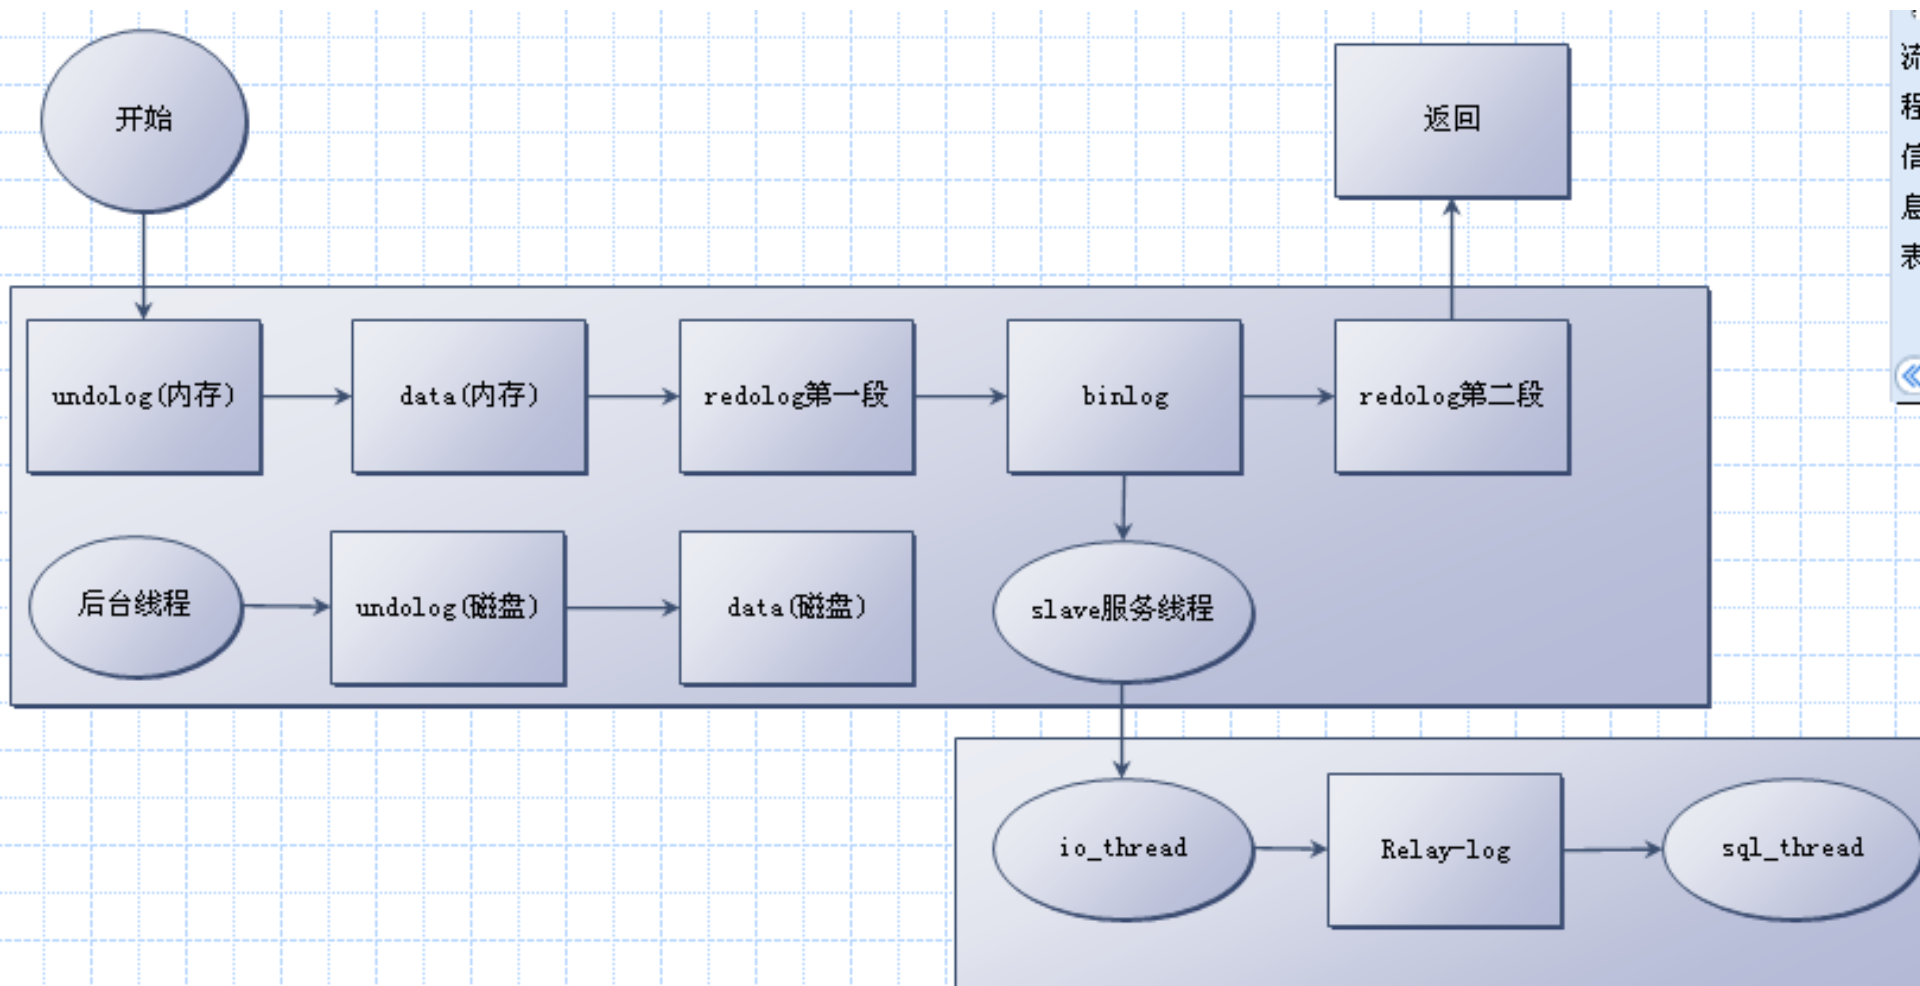 开始
返回
undolog(内存)
data(内存)
redolog第一段
binlog
redolog第二段
后台线程
undolog(磁盘)
data(磁盘)
slave服务线程
io_thread
Relay-log
sql_thread
流
程
信
息
表